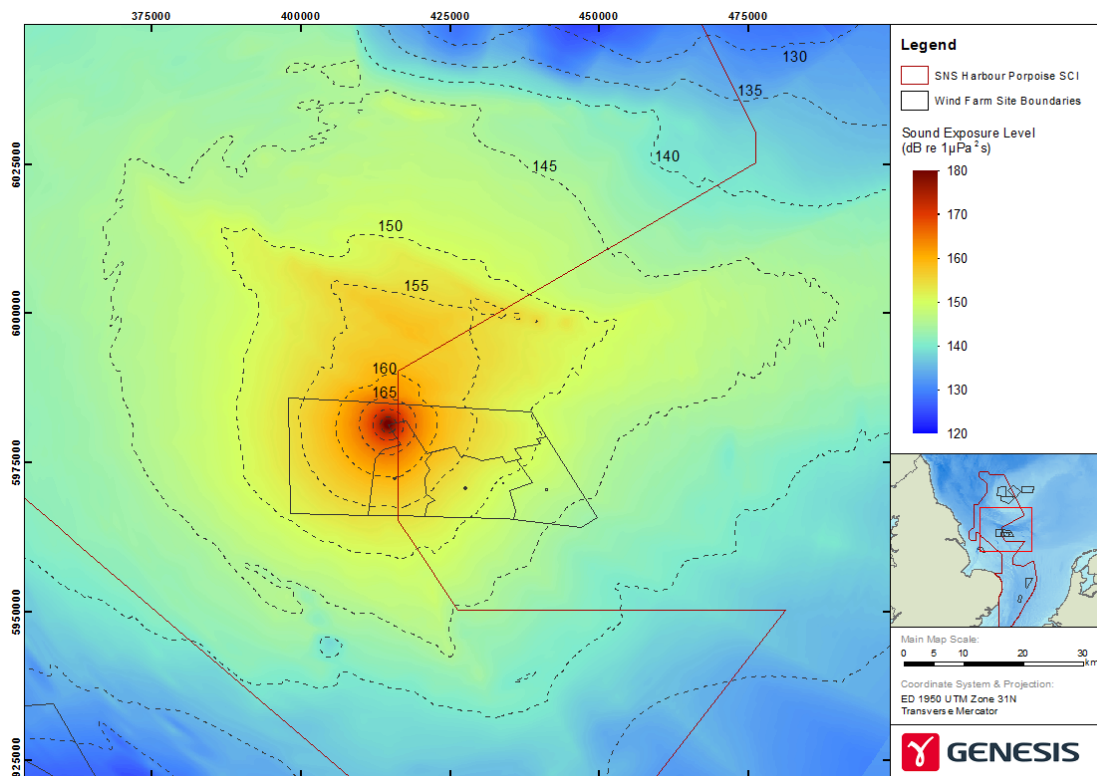 375000 400000 425000 450000 475000
6025000
6000000
5975000
5950000
5925000
130
135
140
145
150
155
160
165
Legend
SNS Harbour Porpoise SCI
Wind Farm Site Boundaries
Sound Exposure Level
(dB re 1µPa²s)
180
170
160
150
140
130
120
Main Map Scale:
0 5 10 20 30
km
Coordinate System & Projection:
ED 1950 UTM Zone 31N
Transverse Mercator
GENESIS